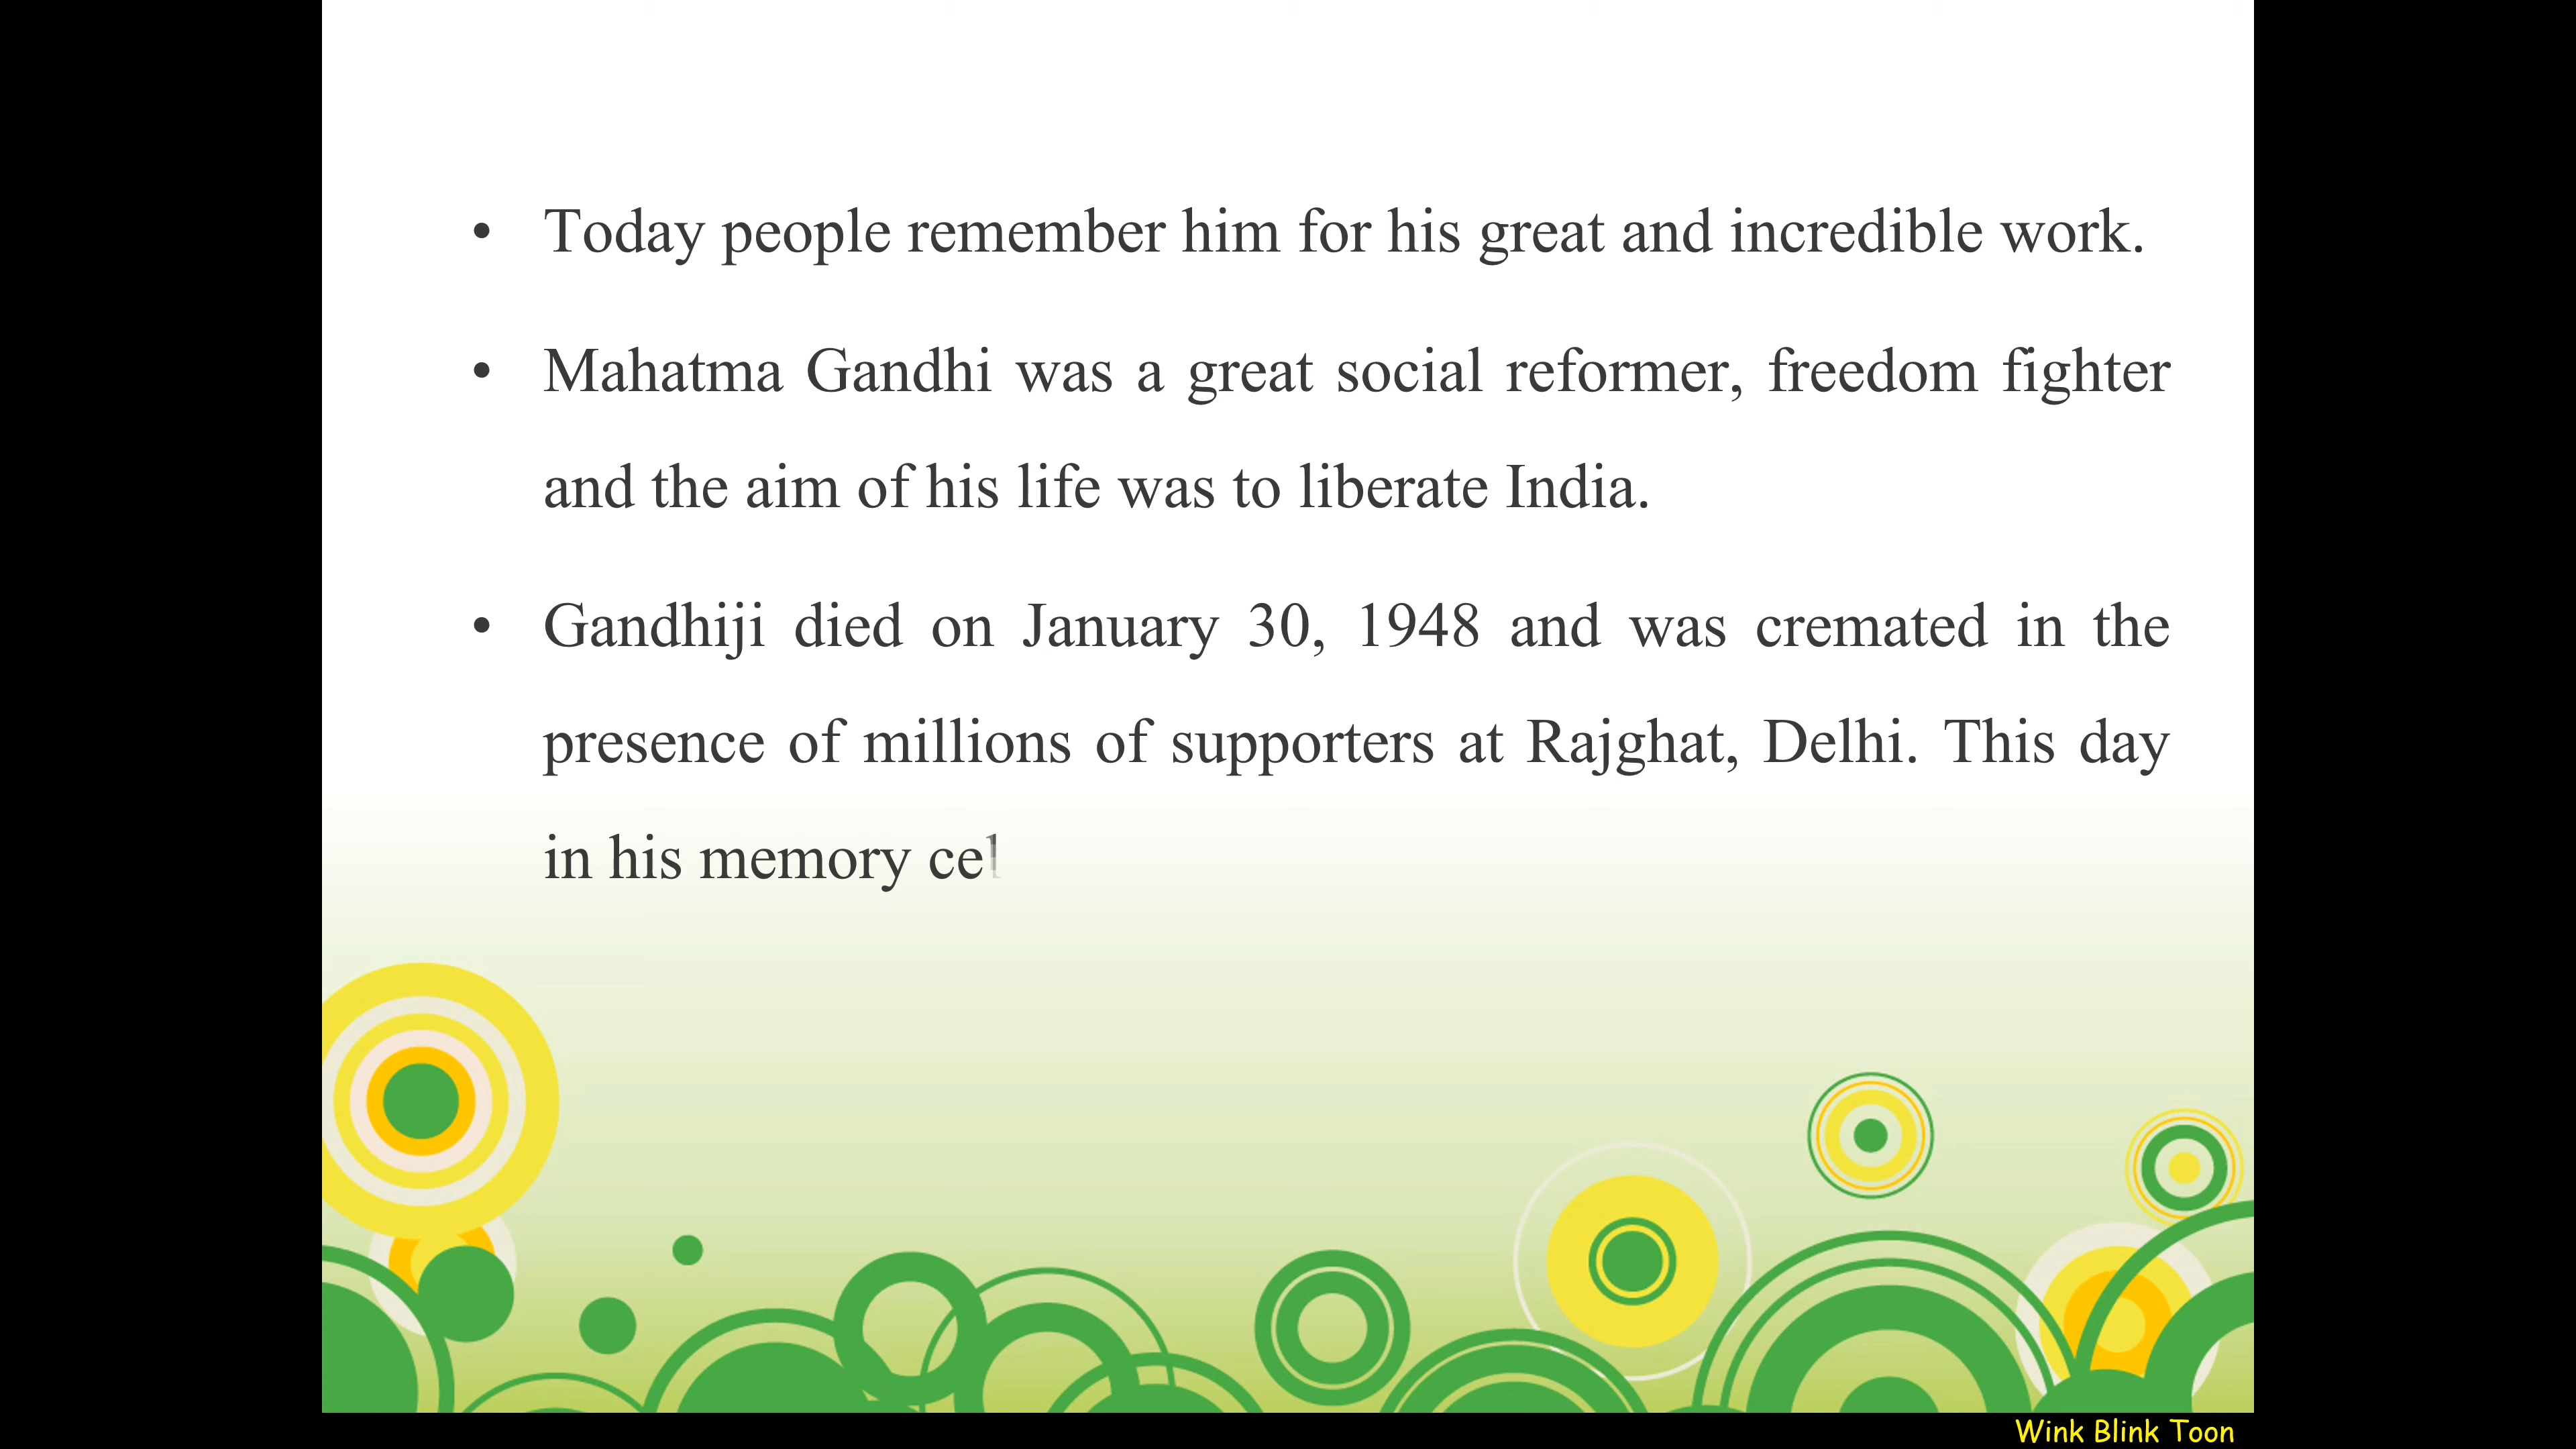 • Today people remember him for his great and incredible work.
• Mahatma Gandhi was a great social reformer, freedom fighter
and the aim of his life was to liberate India.
• Gandhiji died on January 30, 1948 and was cremated in the
presence of millions of supporters at Rajghat, Delhi. This day
in his memory cel
Wink Blink Toon